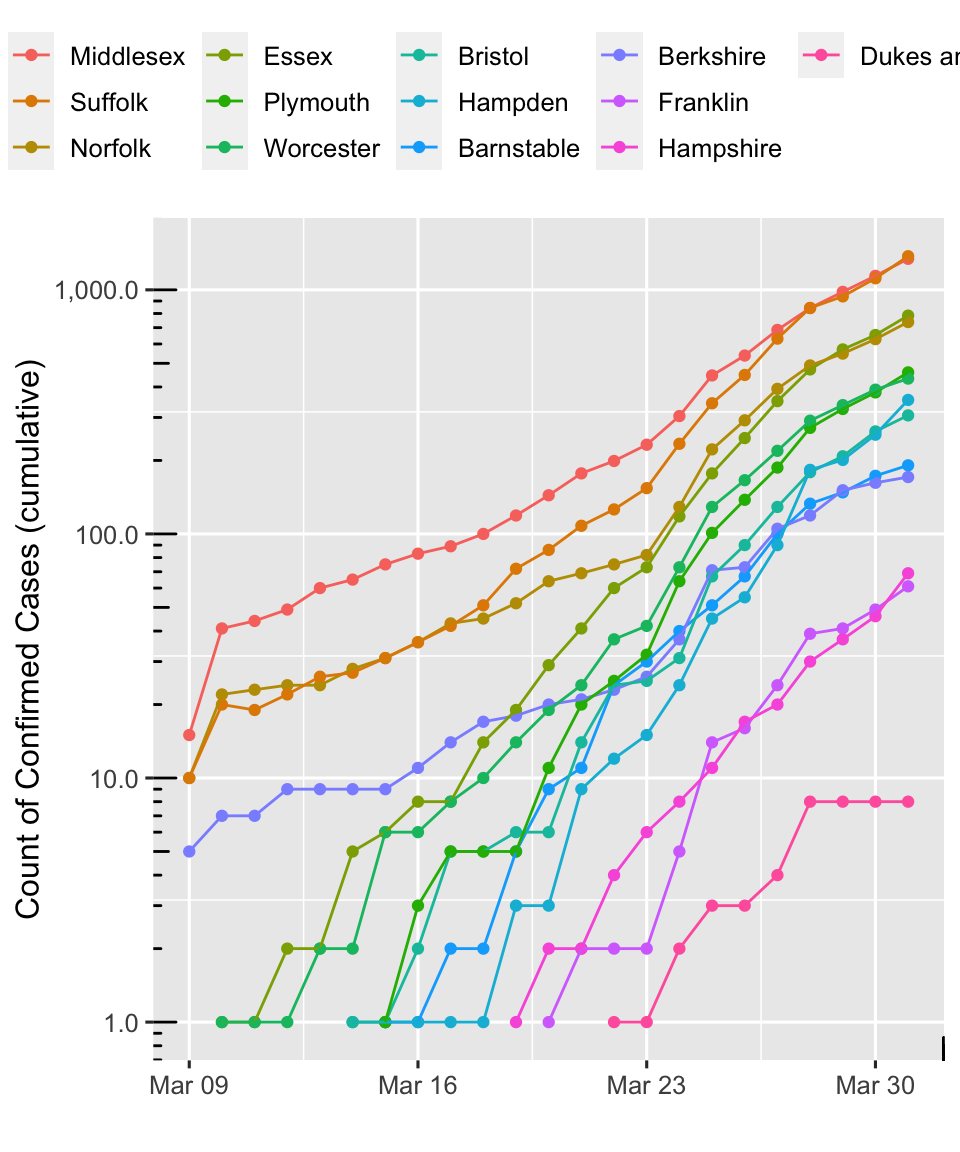 Middlesex Essex Bristol Berkshire Dukes ar
Suffolk Plymouth Hampden Franklin
Norfolk Worcester Barnstable Hampshire
Count of Confirmed Cases (cumulative)
1,000.0
100.0
10.0
1.0
Mar 09 Mar 16 Mar 23 Mar 30